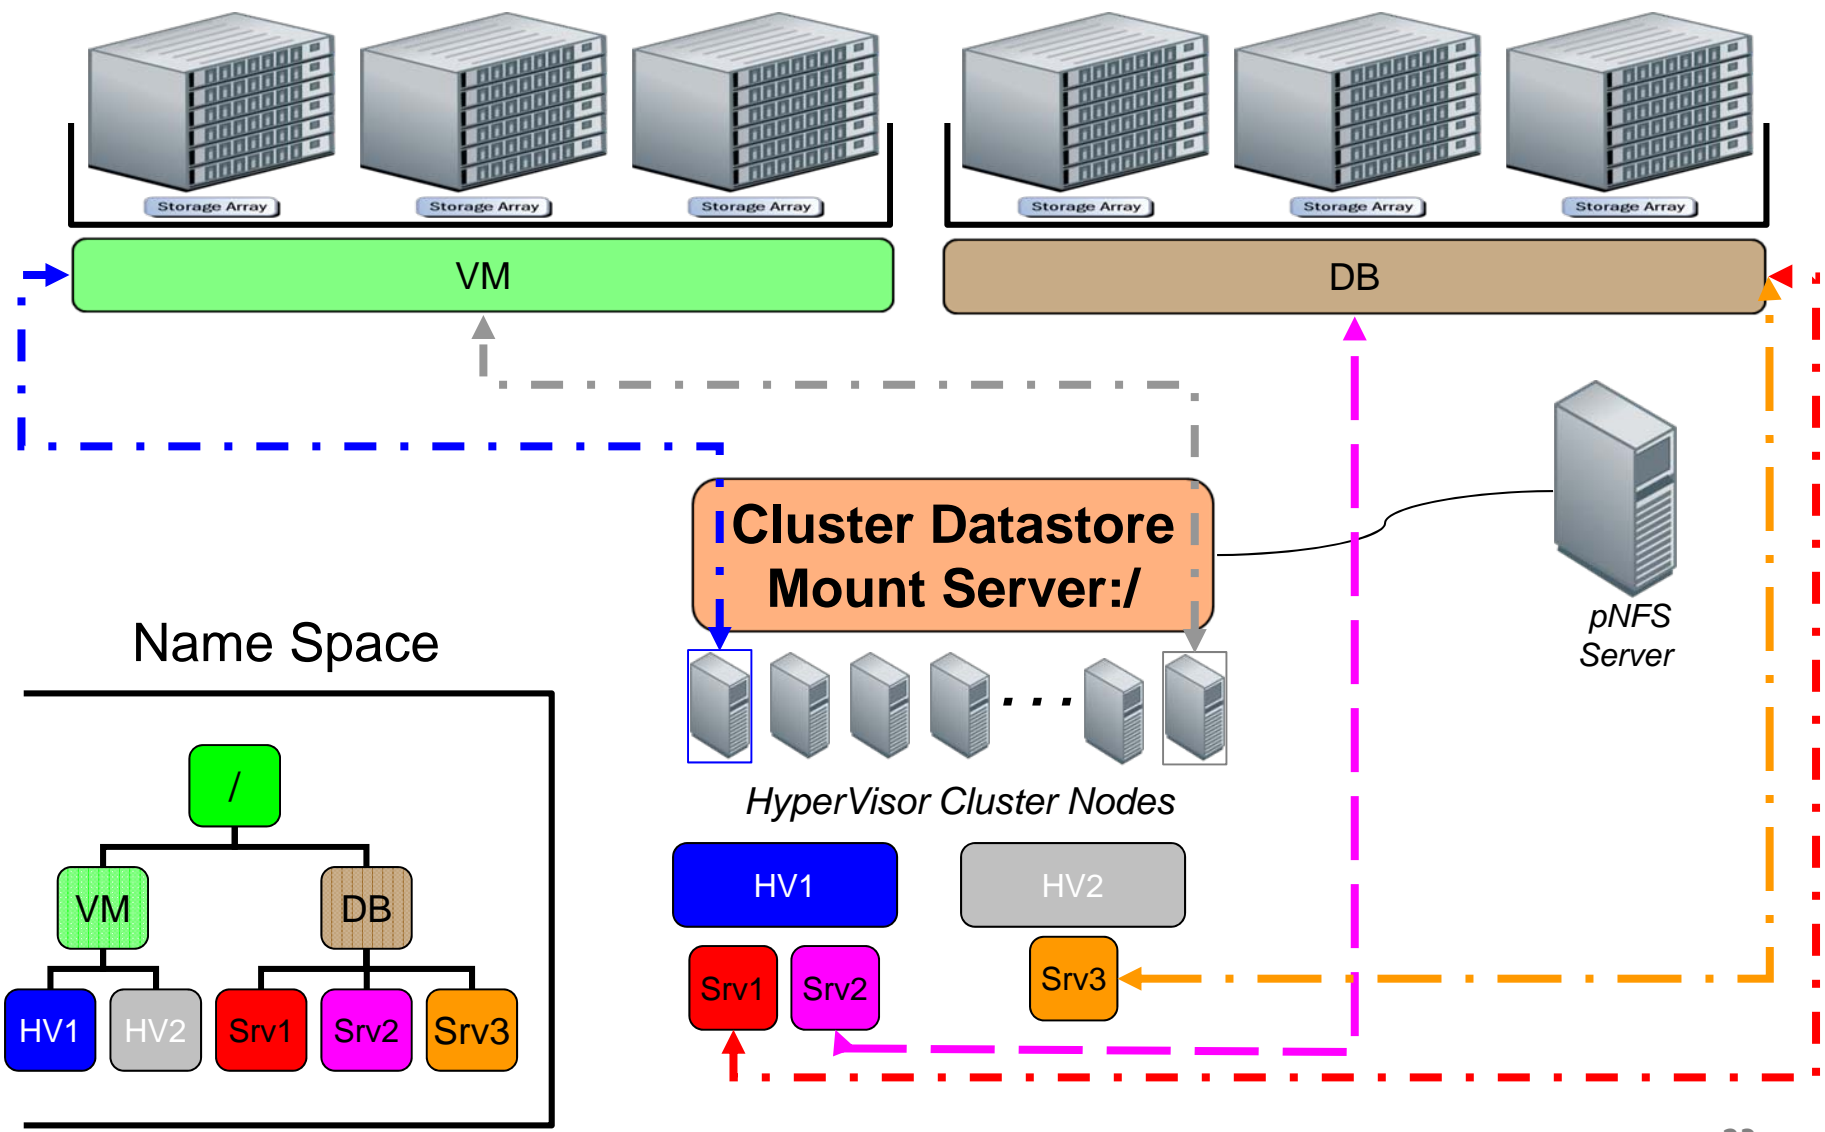 Storage Array
Storage Array
Storage Array
Storage Array
Storage Array
Storage Array
VM
DB
Cluster Datastore
Mount Server:/
pNFS
Server
Name Space
/
VM
DB
HV1
HV2
Srv1
Srv2
Srv3
. . .
HyperVisor Cluster Nodes
HV1
HV2
Srv1
Srv2
Srv3